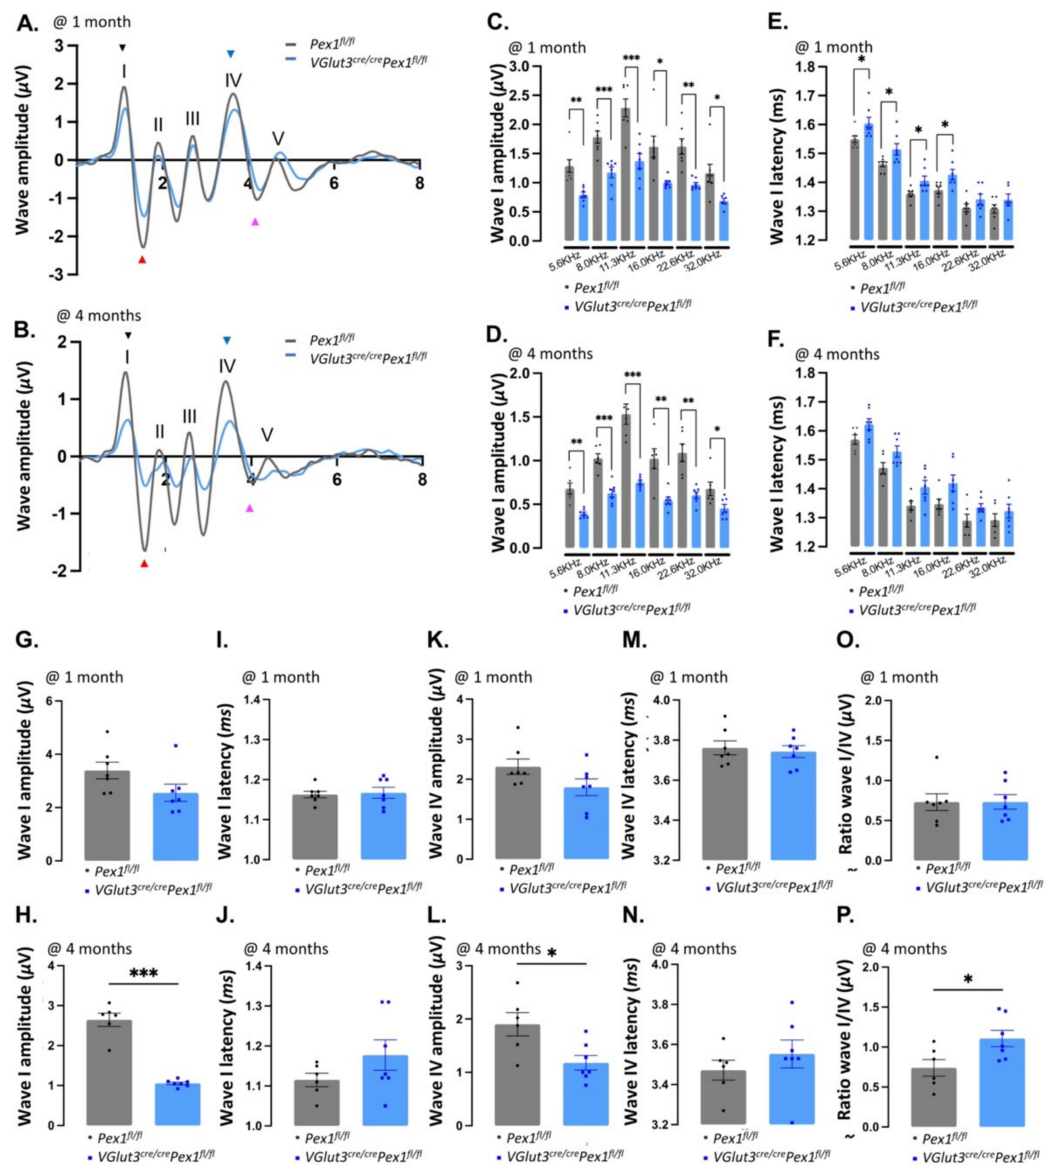 A.
@ 1 month
Wave amplitude (µV)
3
2
1
0
-1
-2
-3
2
4
6
8
I
II
III
IV
V
Pex1fl/fl
VGlut3cre/crePex1fl/fl
B.
@ 4 months
Wave amplitude (µV)
2
1
0
-1
-2
2
4
6
8
I
II
III
IV
V
Pex1fl/fl
VGlut3cre/crePex1fl/fl
C.
@ 1 month
Wave I amplitude (µV)
3.0
2.5
2.0
1.5
1.0
0.5
0.0
** *** *** * ** *
5.6KHz 8.0KHz 11.3KHz 16.0KHz 22.6KHz 32.0KHz
Pex1fl/fl
VGlut3cre/crePex1fl/fl
D.
@ 4 months
Wave I amplitude (µV)
2.0
1.5
1.0
0.5
0.0
** *** *** ** ** *
5.6KHz 8.0KHz 11.3KHz 16.0KHz 22.6KHz 32.0KHz
Pex1fl/fl
VGlut3cre/crePex1fl/fl
E.
@ 1 month
Wave I latency (ms)
1.8
1.7
1.6
1.5
1.4
1.3
1.2
* * * *
5.6KHz 8.0KHz 11.3KHz 16.0KHz 22.6KHz 32.0KHz
Pex1fl/fl
VGlut3cre/crePex1fl/fl
F.
@ 4 months
Wave I latency (ms)
1.8
1.7
1.6
1.5
1.4
1.3
1.2
5.6KHz 8.0KHz 11.3KHz 16.0KHz 22.6KHz 32.0KHz
Pex1fl/fl
VGlut3cre/crePex1fl/fl
G.
@ 1 month
Wave I amplitude (µV)
6
4
2
0
Pex1fl/fl
VGlut3cre/crePex1fl/fl
I.
@ 1 month
Wave I latency (ms)
1.4
1.3
1.2
1.1
1.0
Pex1fl/fl
VGlut3cre/crePex1fl/fl
K.
@ 1 month
Wave IV amplitude (µV)
4
3
2
1
0
Pex1fl/fl
VGlut3cre/crePex1fl/fl
M.
@ 1 month
Wave IV latency (ms)
4.0
3.8
3.6
3.4
3.2
Pex1fl/fl
VGlut3cre/crePex1fl/fl
O.
@ 1 month
Ratio wave I/IV (µV)
2.0
1.5
1.0
0.5
0.0
~
Pex1fl/fl
VGlut3cre/crePex1fl/fl
H.
@ 4 months
Wave I amplitude (µV)
4
3
2
1
0
***
Pex1fl/fl
VGlut3cre/crePex1fl/fl
J.
@ 4 months
Wave I latency (ms)
1.4
1.3
1.2
1.1
1.0
Pex1fl/fl
VGlut3cre/crePex1fl/fl
L.
@ 4 months
Wave IV amplitude (µV)
3
2
1
0
*
Pex1fl/fl
VGlut3cre/crePex1fl/fl
N.
@ 4 months
Wave IV latency (ms)
4.0
3.8
3.6
3.4
3.2
Pex1fl/fl
VGlut3cre/crePex1fl/fl
P.
@ 4 months
Ratio wave I/IV (µV)
2.0
1.5
1.0
0.5
0.0
*
~
Pex1fl/fl
VGlut3cre/crePex1fl/fl